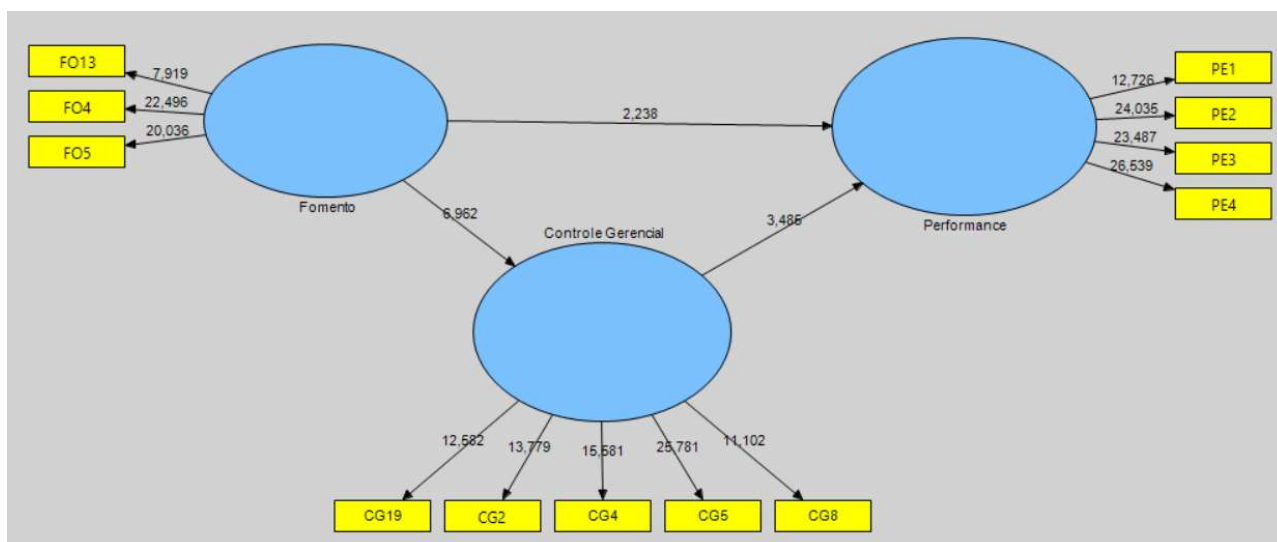 FO13
7,919
FO4
22,496
FO5
20,036
Fomento
2,238
6,962
Controle Gerencial
3,485
Performance
12,726
PE1
24,035
PE2
23,487
PE3
26,539
PE4
12,582
13,779
15,581
25,781
11,102
CG19
CG2
CG4
CG5
CG8